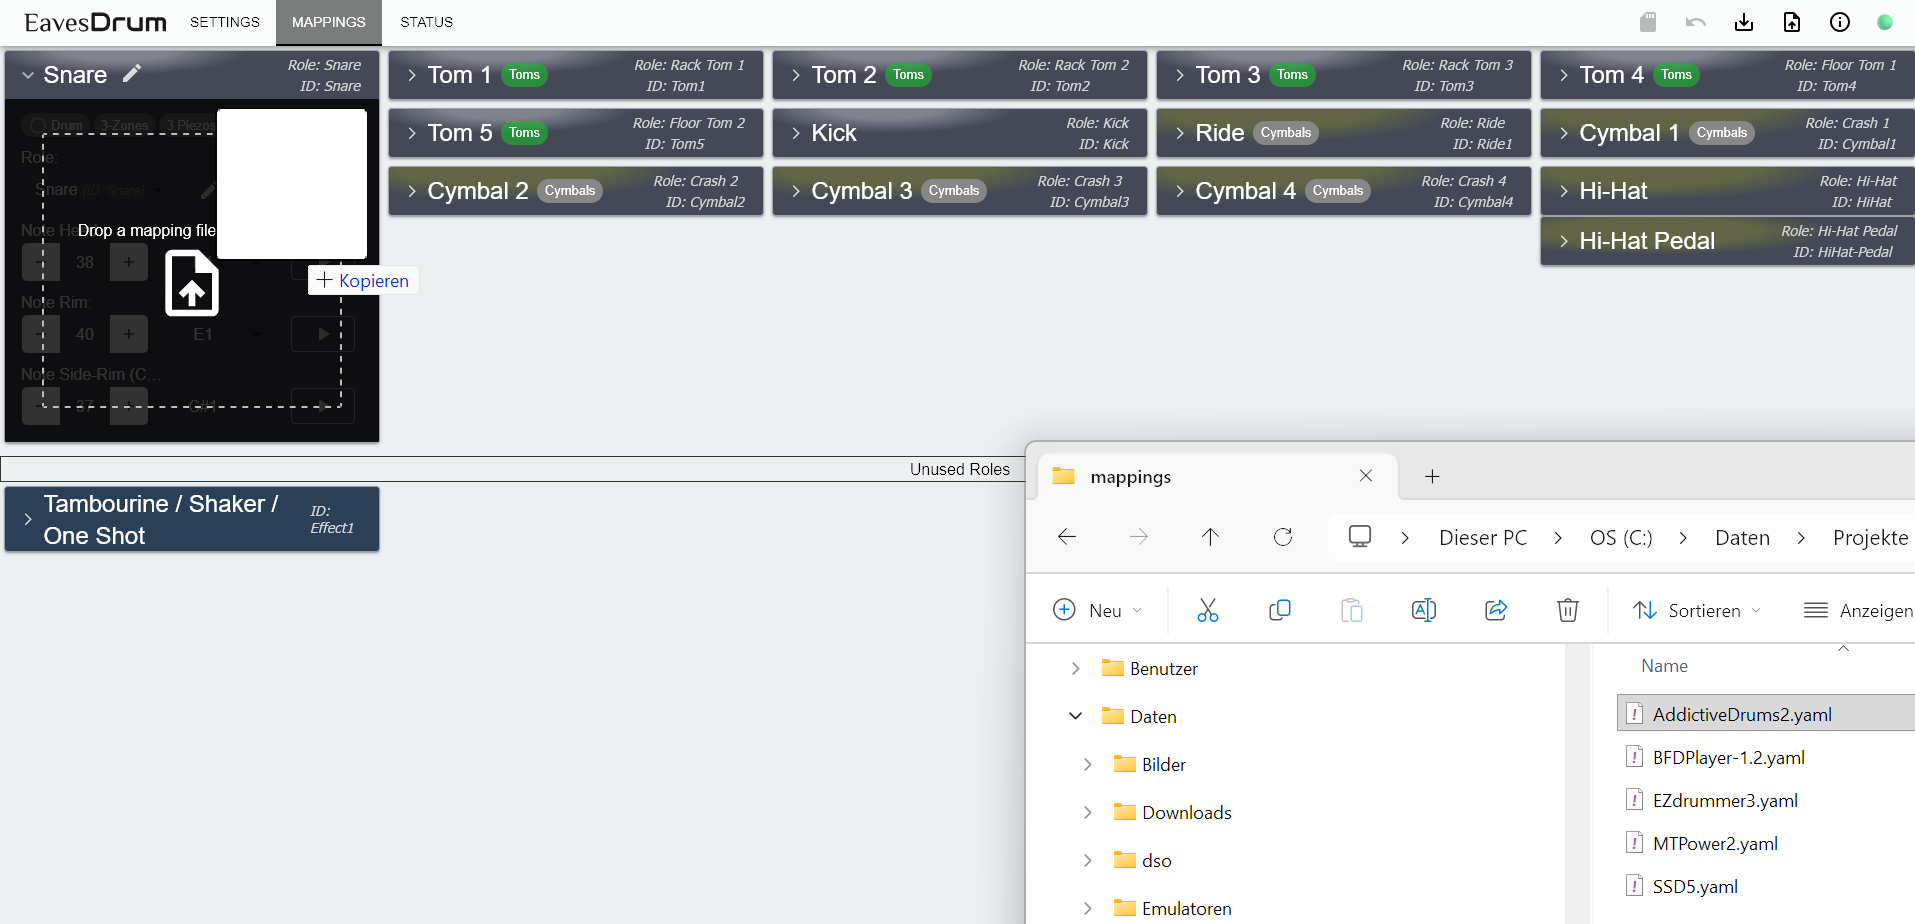 EavesDrum SETTINGS MAPPINGS STATUS
Snare Role: Snare
ID: Snare
Tom 1 Toms Role: Rack Tom 1
ID: Tom1
Tom 2 Toms Role: Rack Tom 2
ID: Tom2
Tom 3 Toms Role: Rack Tom 3
ID: Tom3
Tom 4 Toms Role: Floor Tom 1
ID: Tom4
Tom 5 Toms Role: Floor Tom 2
ID: Tom5
Kick Role: Kick
ID: Kick
Ride Cymbals Role: Ride
ID: Ride1
Cymbal 1 Cymbals Role: Crash 1
ID: Cymbal1
Cymbal 2 Cymbals Role: Crash 2
ID: Cymbal2
Cymbal 3 Cymbals Role: Crash 3
ID: Cymbal3
Cymbal 4 Cymbals Role: Crash 4
ID: Cymbal4
Hi-Hat Role: Hi-Hat
ID: HiHat
Hi-Hat Pedal Role: Hi-Hat Pedal
ID: HiHat-Pedal
Drum 3-Zones 3 Piezos
Role:
Snare (ID: Snare)
Drop a mapping file
Note
- 38 +
+ Kopieren
Note Rim:
- 40 + E1
Note Side-Rim (C...
- 37 + C#1
Unused Roles
Tambourine / Shaker /
One Shot
ID:
Effect1
mappings
Dieser PC > OS (C:) > Daten > Projekte
Neu Sortieren Anzeigen
Benutzer
Daten
Bilder
Downloads
dso
Emulatoren
Name
AddictiveDrums2.yaml
BFDPlayer-1.2.yaml
EZdrummer3.yaml
MTPower2.yaml
SSD5.yaml